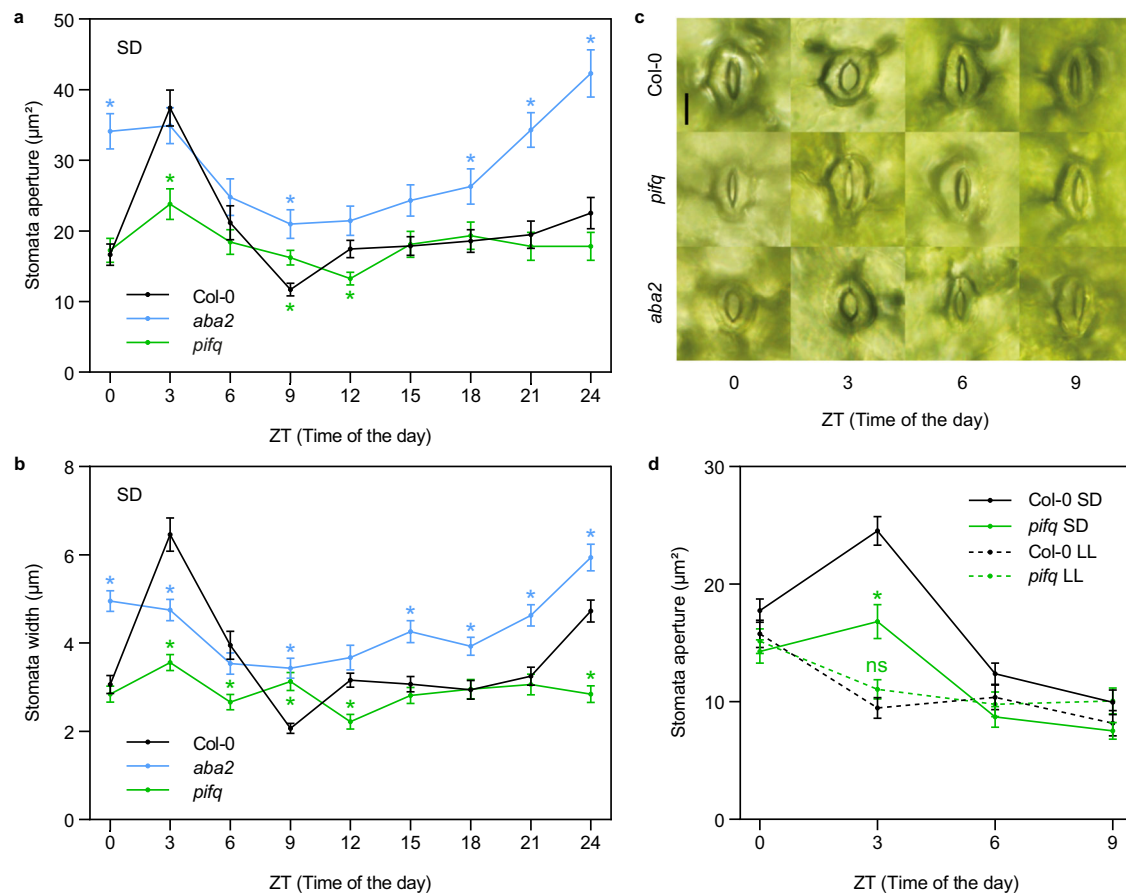 a
SD
Stomata aperture (µm²)
50
40
30
20
10
0
Col-0
aba2
pifq
* * * * * * * * *
0 3 6 9 12 15 18 21 24
ZT (Time of the day)
b
SD
Stomata width (µm)
8
6
4
2
0
Col-0
aba2
pifq
* * * * * * * * * * * * *
0 3 6 9 12 15 18 21 24
ZT (Time of the day)
c
Col-0
pifq
aba2
0 3 6 9
ZT (Time of the day)
d
Stomata aperture (µm²)
30
20
10
0
Col-0 SD
pifq SD
Col-0 LL
pifq LL
*
ns
0 3 6 9
ZT (Time of the day)